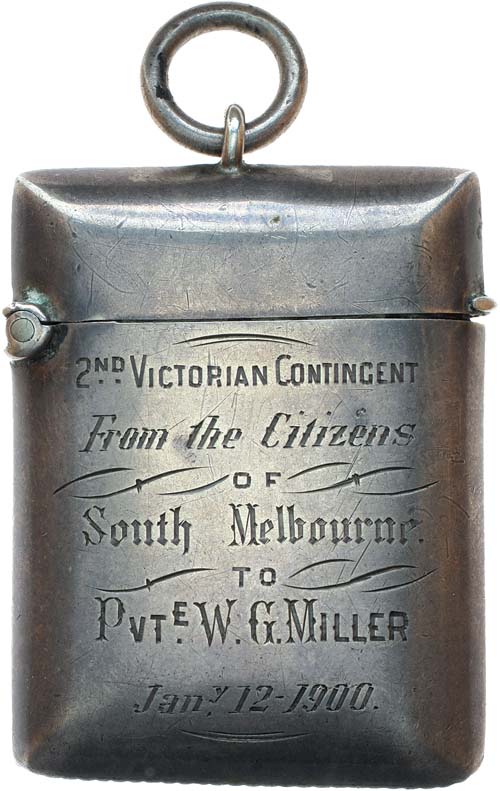 2ND. VICTORIAN CONTINGENT
From the Citizens
OF
South Melbourne.
TO
PVTE. W. G. MILLER
Jany. 12-1900.